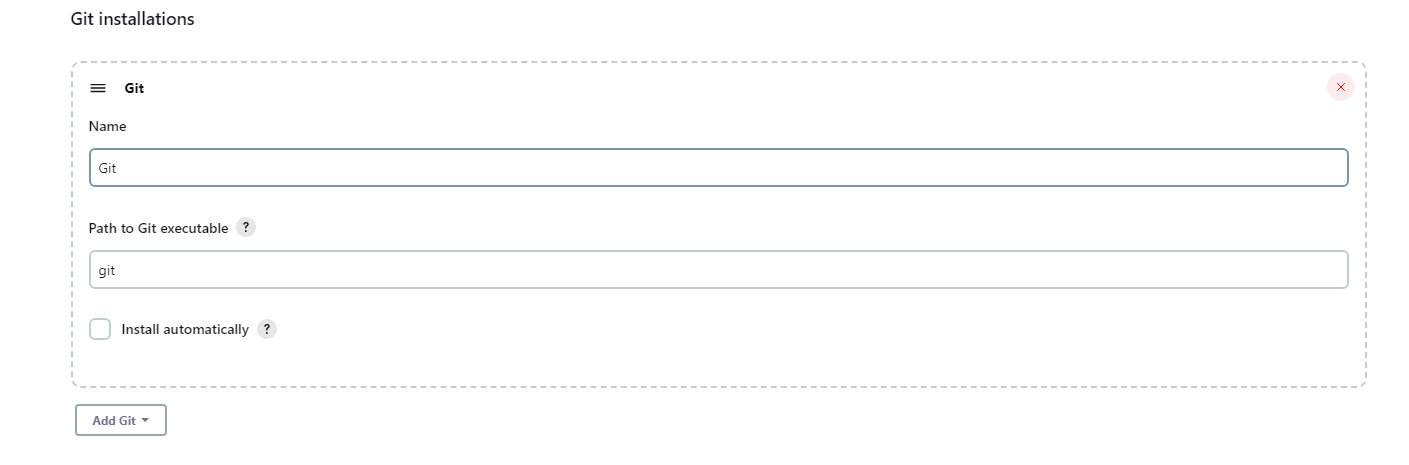 Git installations
Git
Name
Git
Path to Git executable ?
git
Install automatically ?
Add Git